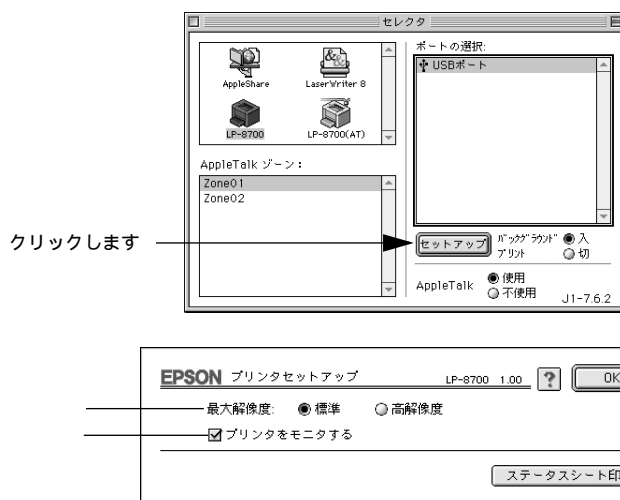 セレクタ
ポートの選択:
USBポート
AppleShare
LaserWriter 8
LP-8700
LP-8700(AT)
AppleTalk ゾーン:
Zone01
Zone02
クリックします
セットアップ
バックグラウンド
プリント
入
切
AppleTalk
使用
不使用
J1-7.6.2
EPSON プリンタセットアップ
LP-8700 1.00
?
OK
最大解像度: 標準 高解像度
プリンタをモニタする
ステータスシート印